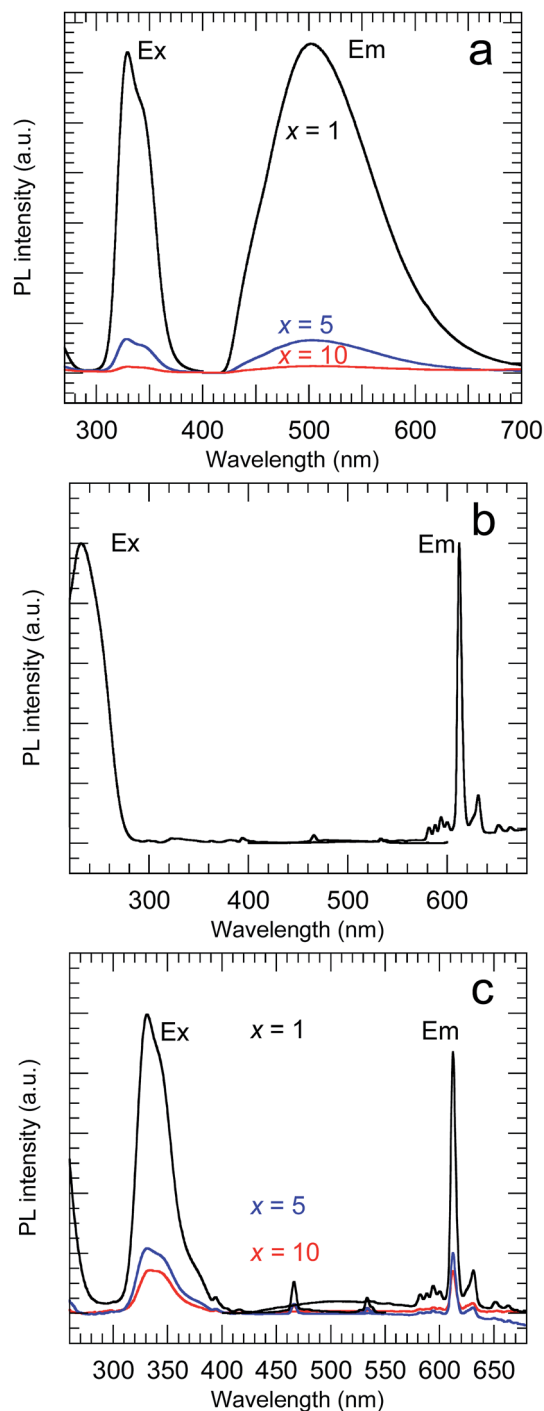 a
Ex
Em
x = 1
x = 5
x = 10
PL intensity (a.u.)
300 400 500 600 700
Wavelength (nm)
b
Ex
Em
PL intensity (a.u.)
300 400 500 600
Wavelength (nm)
c
Ex
x = 1
Em
x = 5
x = 10
PL intensity (a.u.)
300 350 400 450 500 550 600 650
Wavelength (nm)